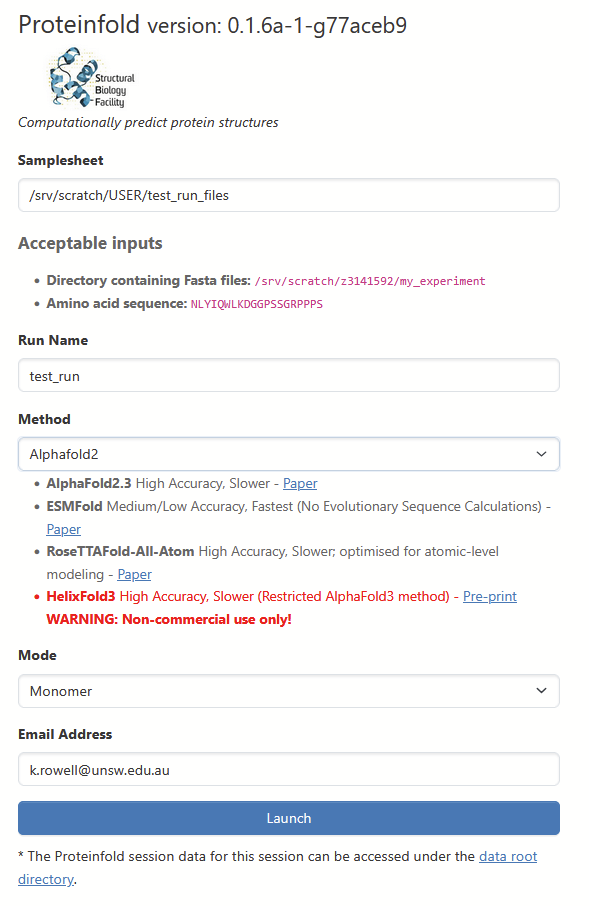 Proteinfold version: 0.1.6a-1-g77aceb9
Structural
Biology
Facility
Computationally predict protein structures
Samplesheet
/srv/scratch/USER/test_run_files
Acceptable inputs
• Directory containing Fasta files: /srv/scratch/z3141592/my_experiment
• Amino acid sequence: NLYIQWLKDGGPSSGRPPPS
Run Name
test_run
Method
Alphafold2
• AlphaFold2.3 High Accuracy, Slower - Paper
• ESMFold Medium/Low Accuracy, Fastest (No Evolutionary Sequence Calculations) -
Paper
• RoseTTAFold-All-Atom High Accuracy, Slower; optimised for atomic-level
modeling - Paper
• HelixFold3 High Accuracy, Slower (Restricted AlphaFold3 method) - Pre-print
WARNING: Non-commercial use only!
Mode
Monomer
Email Address
k.rowell@unsw.edu.au
Launch
* The Proteinfold session data for this session can be accessed under the data root
directory.